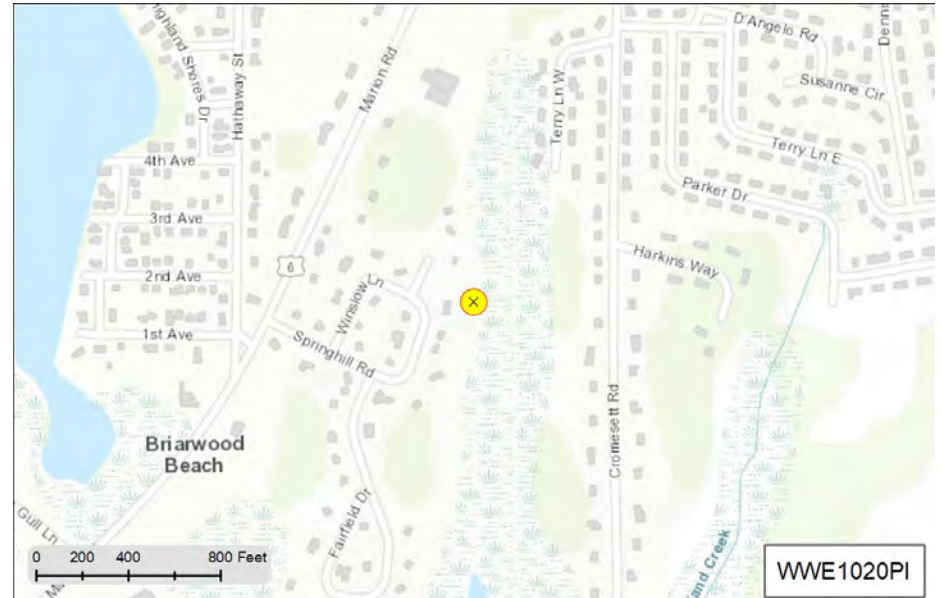 Highland Shores Dr
Hathaway St
Marion Rd
Terry Ln W
D'Angelo Rd
Susanne Cir
Terry Ln E
Parker Dr
4th Ave
3rd Ave
2nd Ave
1st Ave
6
Winslow Ln
Springhill Rd
Harkins Way
Cromesett Rd
Briarwood
Beach
Fairfield Dr
Gull Ln
and Creek
0 200 400 800 Feet
WWE1020PI